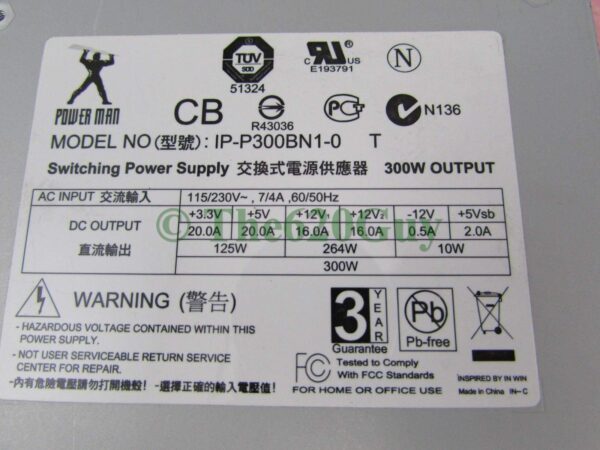 TUV
SUD
51324
C UL US
E193791
N
POWER MAN
CB
R43036
PCT
N136
MODEL NO (型號): IP-P300BN1-0 T
Switching Power Supply 交換式電源供應器 300W OUTPUT
AC INPUT 交流輸入 115/230V~ , 7/4A ,60/50Hz
DC OUTPUT
直流輸出
+3.3V +5V +12V₁ +12V₂ -12V +5Vsb
20.0A 20.0A 16.0A 16.0A 0.5A 2.0A
125W 264W 10W
300W
© The620Guy
WARNING (警告)
- HAZARDOUS VOLTAGE CONTAINED WITHIN THIS
POWER SUPPLY.
- NOT USER SERVICEABLE RETURN SERVICE
CENTER FOR REPAIR.
-內有危險電壓請勿打開機殼! -選擇正確的輸入電壓值!
3 YEAR
Guarantee
Pb
Pb-free
FC Tested to Comply
With FCC Standards
FOR HOME OR OFFICE USE
INSPIRED BY IN WIN
Made in China IN- C